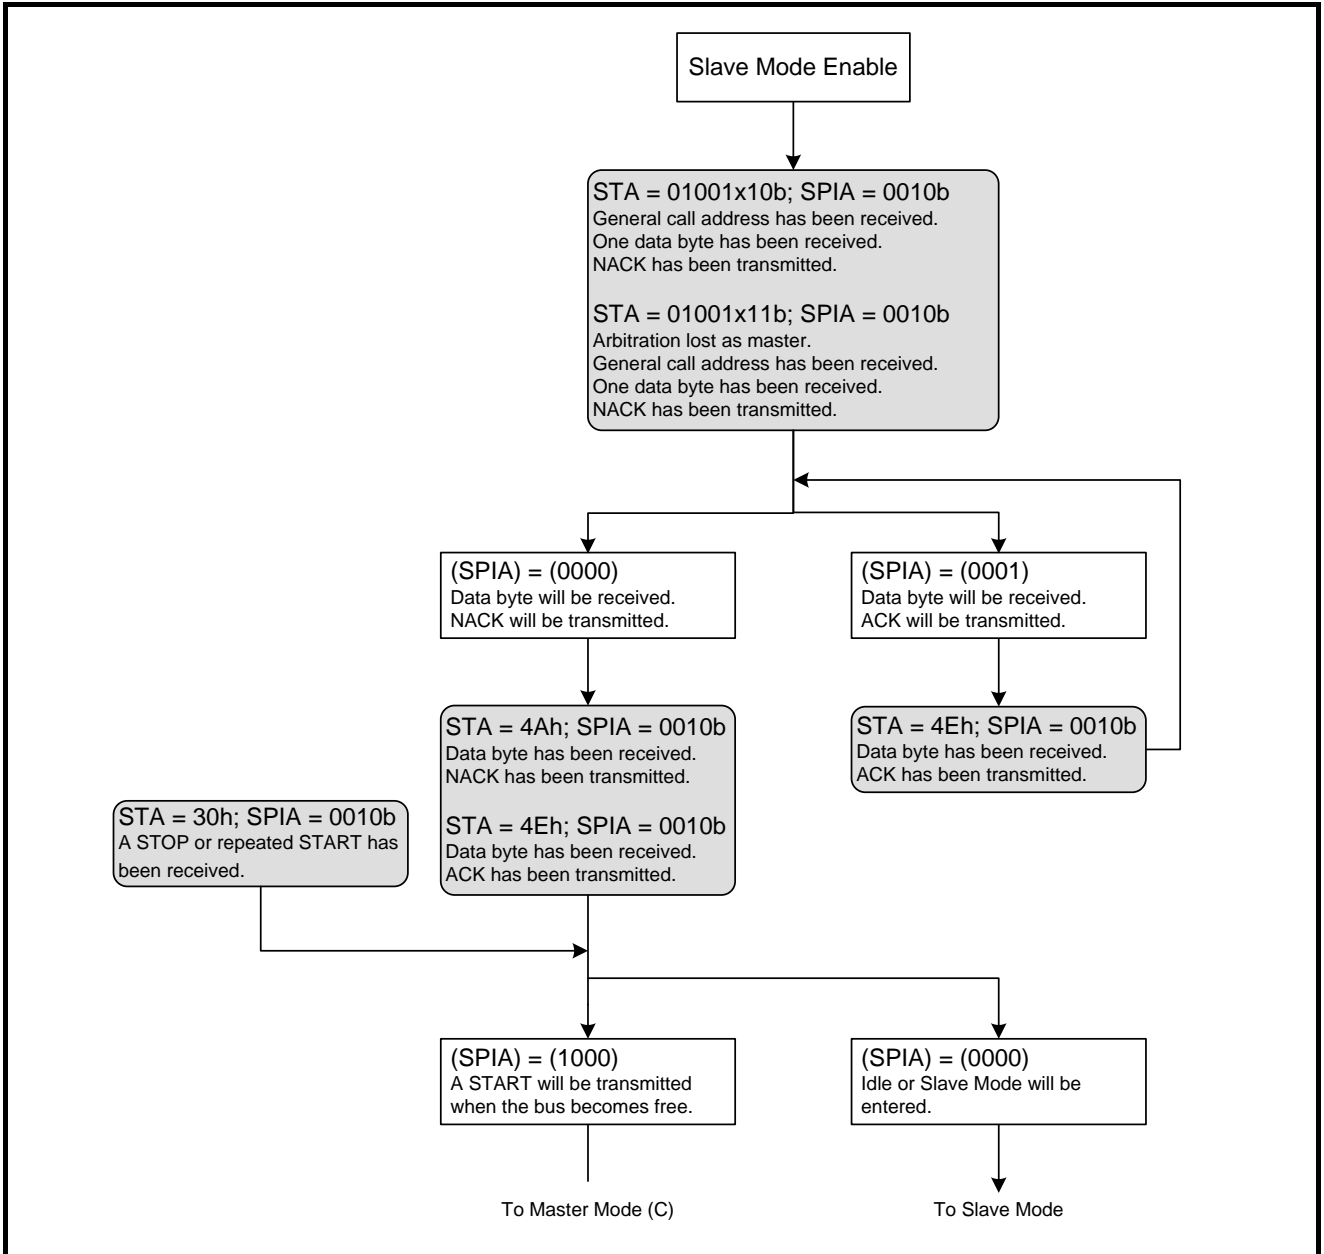 Slave Mode Enable
STA = 01001x10b; SPIA = 0010b
General call address has been received.
One data byte has been received.
NACK has been transmitted.
STA = 01001x11b; SPIA = 0010b
Arbitration lost as master.
General call address has been received.
One data byte has been received.
NACK has been transmitted.
(SPIA) = (0000)
Data byte will be received.
NACK will be transmitted.
(SPIA) = (0001)
Data byte will be received.
ACK will be transmitted.
STA = 4Ah; SPIA = 0010b
Data byte has been received.
NACK has been transmitted.
STA = 4Eh; SPIA = 0010b
Data byte has been received.
ACK has been transmitted.
STA = 4Eh; SPIA = 0010b
Data byte has been received.
ACK has been transmitted.
STA = 30h; SPIA = 0010b
A STOP or repeated START has
been received.
(SPIA) = (1000)
A START will be transmitted
when the bus becomes free.
(SPIA) = (0000)
Idle or Slave Mode will be
entered.
To Master Mode (C)
To Slave Mode